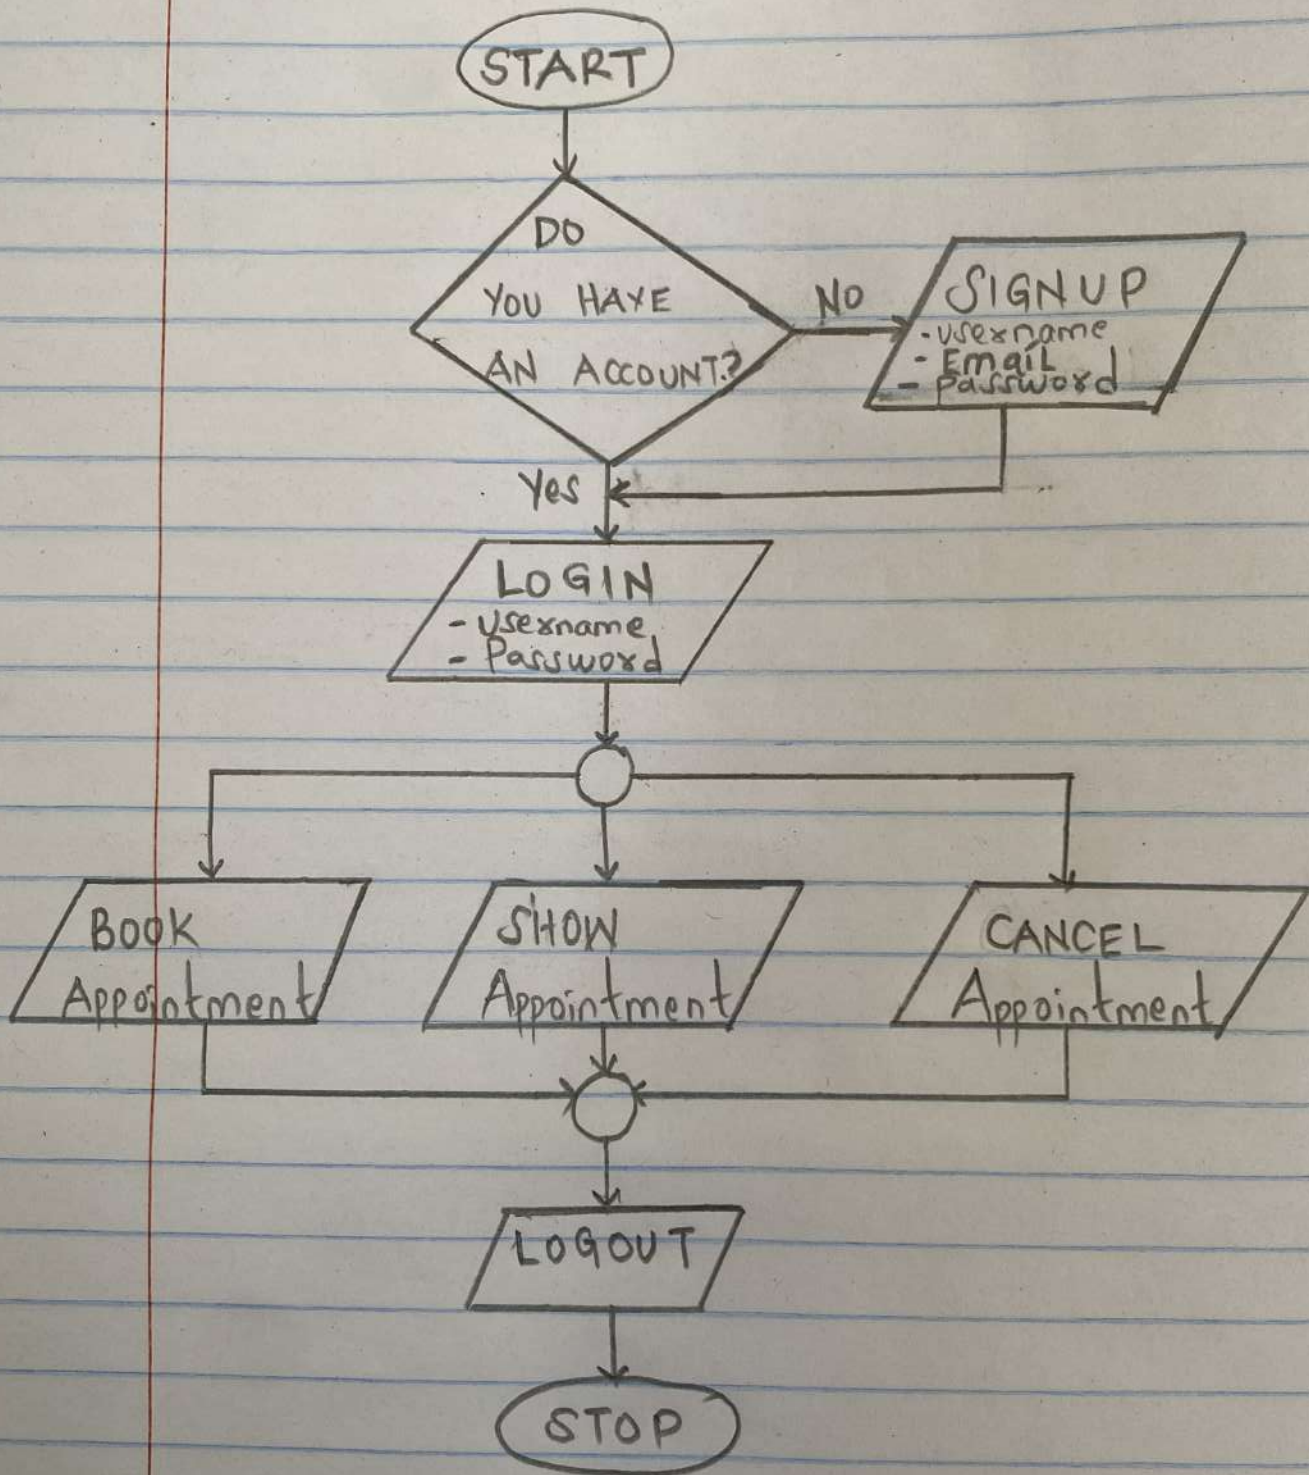 START
DO
YOU HAVE
AN ACCOUNT?
NO
SIGNUP
- username
- Email
- password
Yes
LOGIN
- username
- Password
BOOK
Appointment
SHOW
Appointment
CANCEL
Appointment
LOGOUT
STOP